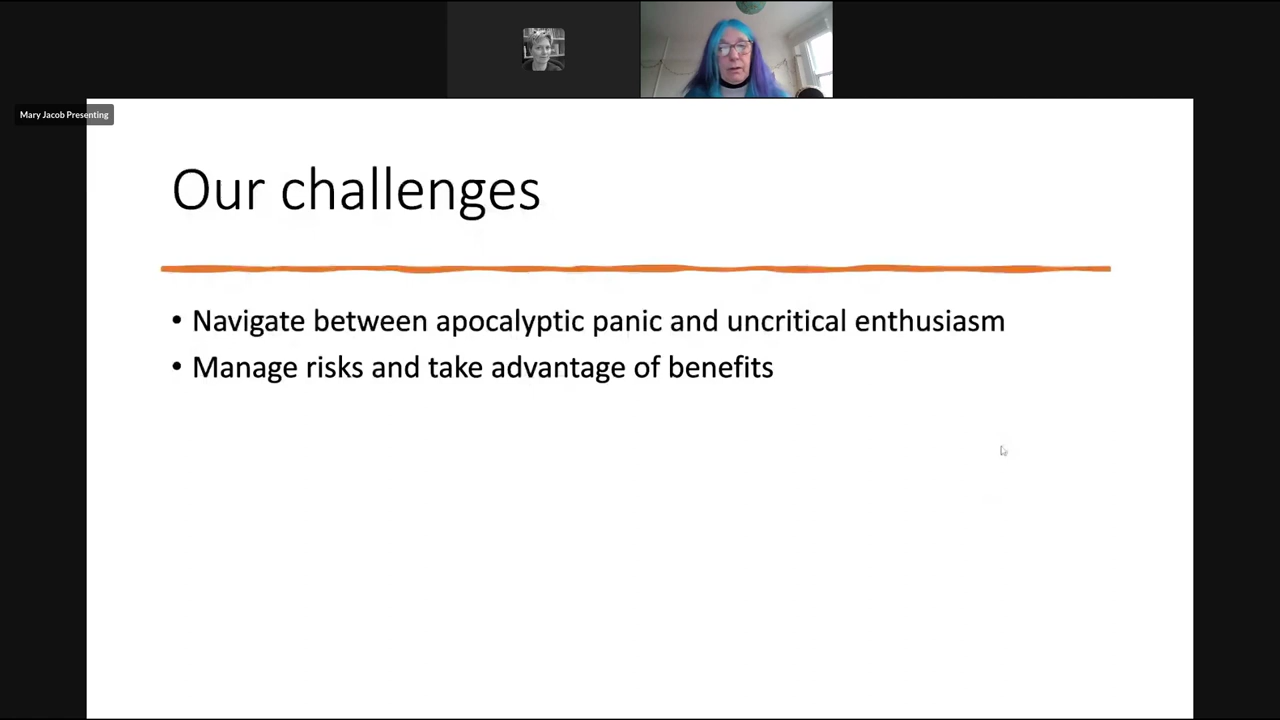 Mary Jacob Presenting
Our challenges
• Navigate between apocalyptic panic and uncritical enthusiasm
• Manage risks and take advantage of benefits